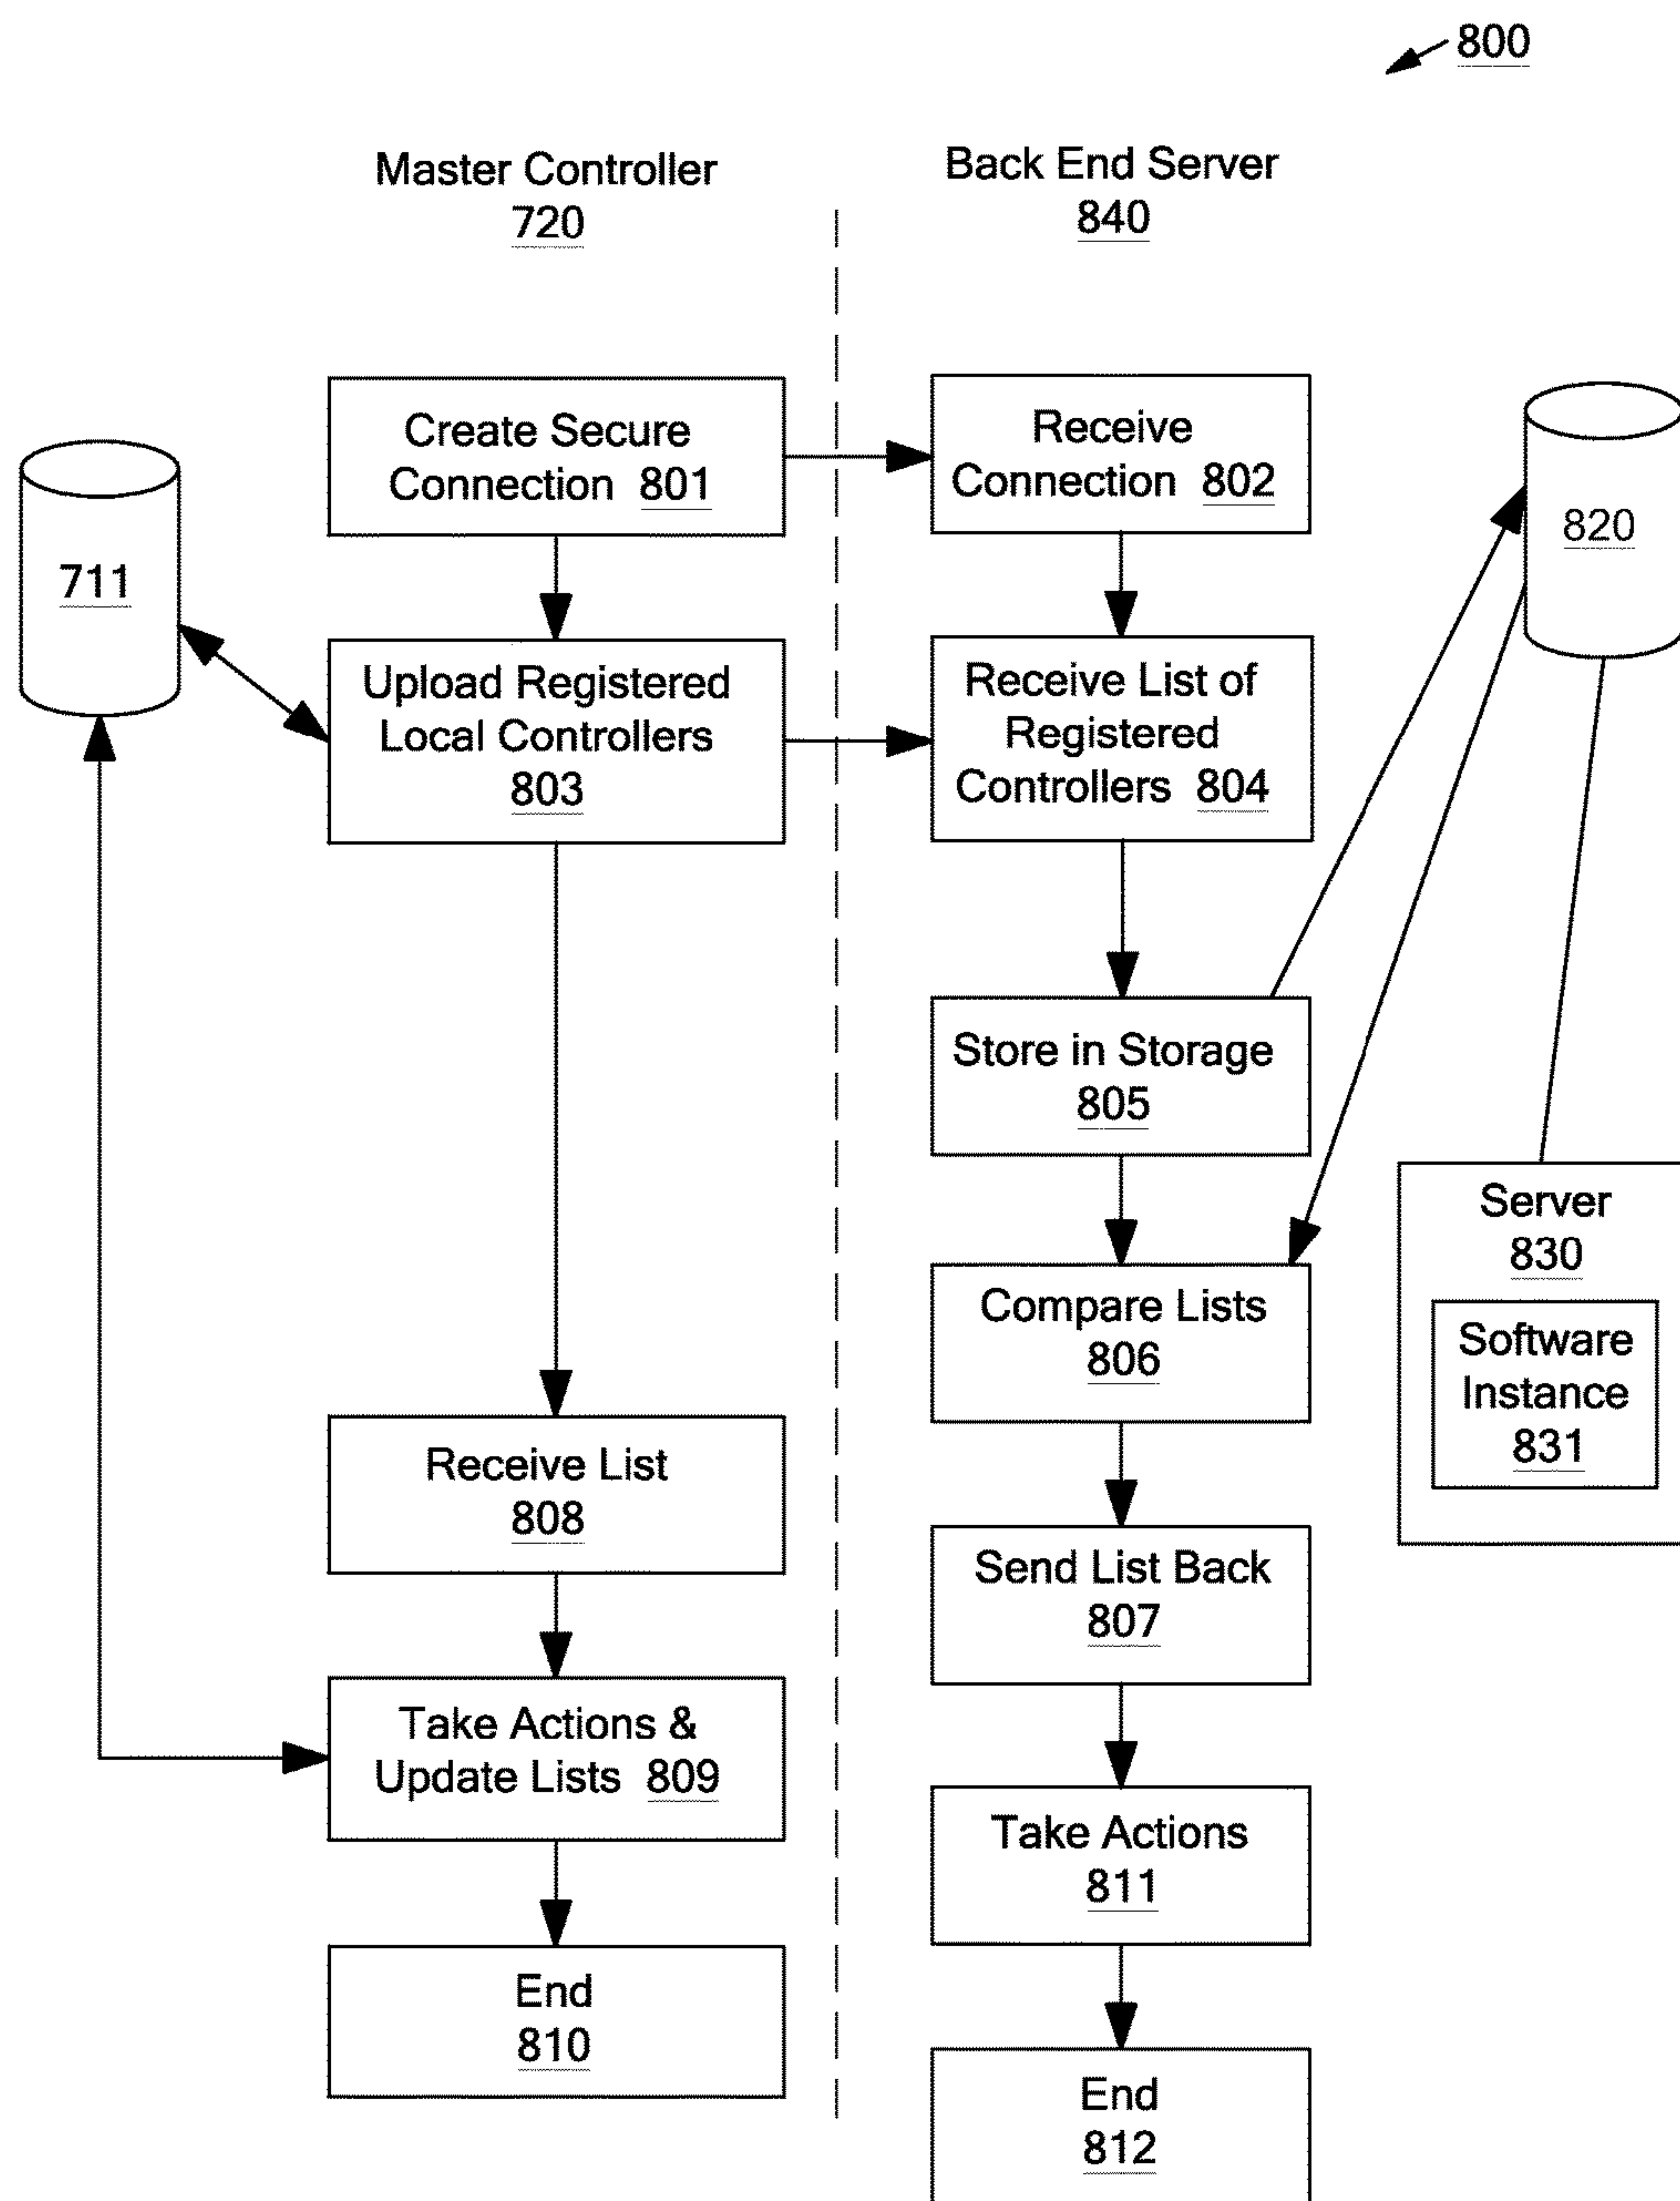 800
Master Controller
720
Back End Server
840
Create Secure
Connection 801
Receive
Connection 802
711
820
Upload Registered
Local Controllers
803
Receive List of
Registered
Controllers 804
Store in Storage
805
Server
830
Software
Instance
831
Compare Lists
806
Receive List
808
Send List Back
807
Take Actions &
Update Lists 809
Take Actions
811
End
810
End
812